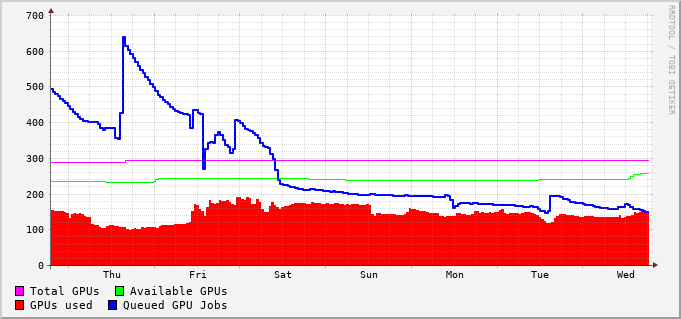 700
600
500
400
300
200
100
0
Thu Fri Sat Sun Mon Tue Wed
Total GPUs Available GPUs
GPUs used Queued GPU Jobs
RRDTOOL / TOBI OETIKER